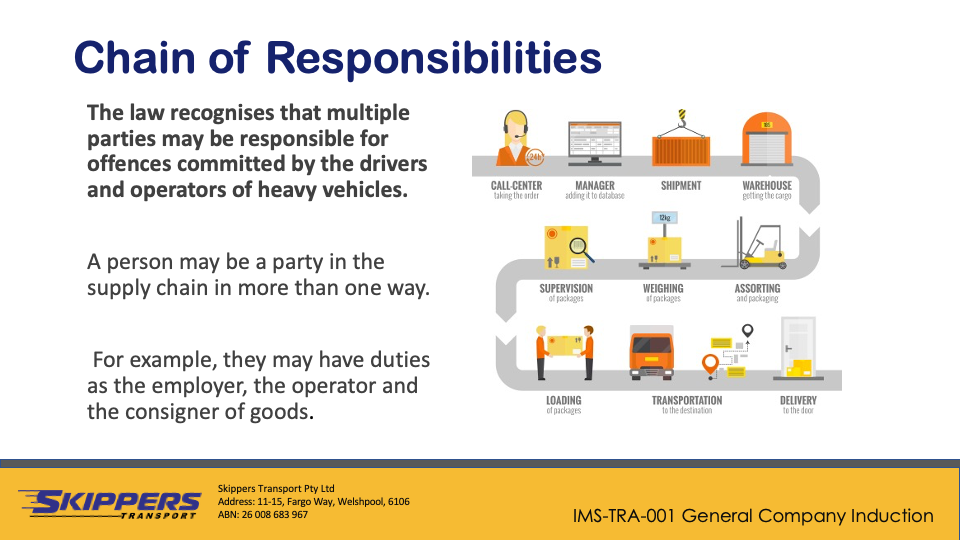 Chain of Responsibilities
The law recognises that multiple
parties may be responsible for
offences committed by the drivers
and operators of heavy vehicles.
A person may be a party in the
supply chain in more than one way.
For example, they may have duties
as the employer, the operator and
the consigner of goods.
24h
CALL-CENTER
taking the order
MANAGER
adding it to database
SHIPMENT
WAREHOUSE
getting the cargo
SUPERVISION
of packages
12kg
WEIGHING
of packages
ASSORTING
and packaging
LOADING
of packages
TRANSPORTATION
to the destination
DELIVERY
to the door
SKIPPERS
TRANSPORT
Skippers Transport Pty Ltd
Address: 11-15, Fargo Way, Welshpool, 6106
ABN: 26 008 683 967
IMS-TRA-001 General Company Induction